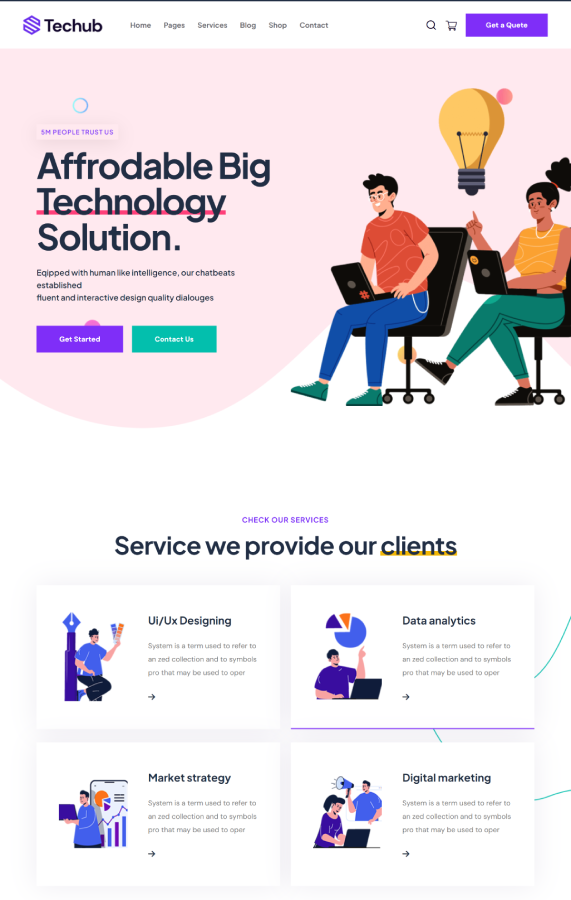 Techub
Home Pages Services Blog Shop Contact
Get a Quote
5M PEOPLE TRUST US
Affrodable Big
Technology
Solution.
Eqipped with human like intelligence, our chatbeats
established
fluent and interactive design quality dialouges
Get Started
Contact Us
CHECK OUR SERVICES
Service we provide our clients
Ui/Ux Designing
System is a term used to refer to
an zed collection and to symbols
pro that may be used to oper
Data analytics
System is a term used to refer to
an zed collection and to symbols
pro that may be used to oper
Market strategy
System is a term used to refer to
an zed collection and to symbols
pro that may be used to oper
Digital marketing
System is a term used to refer to
an zed collection and to symbols
pro that may be used to oper